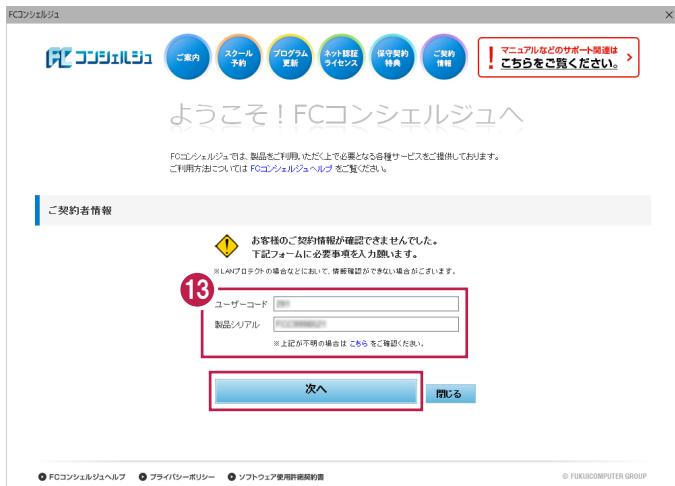 FCコンシェルジュ
FC コンシェルジュ
ご案内
スクール
予約
プログラム
更新
ネット認証
ライセンス
保守契約
特典
ご契約
情報
マニュアルなどのサポート関連は
こちらをご覧ください。
ようこそ!FCコンシェルジュへ
FCコンシェルジュでは、製品をご利用いただく上で必要となる各種サービスをご提供しております。
ご利用方法については FCコンシェルジュヘルプ をご覧ください。
ご契約者情報
お客様のご契約情報が確認できませんでした。
下記フォームに必要事項を入力願います。
※LANプロテクトの場合などにおいて、情報確認ができない場合がございます。
13
ユーザーコード
製品シリアル
※上記が不明の場合は こちら をご確認ください。
次へ
閉じる
FCコンシェルジュヘルプ プライバシーポリシー ソフトウェア使用許諾契約書
© FUKUICOMPUTER GROUP